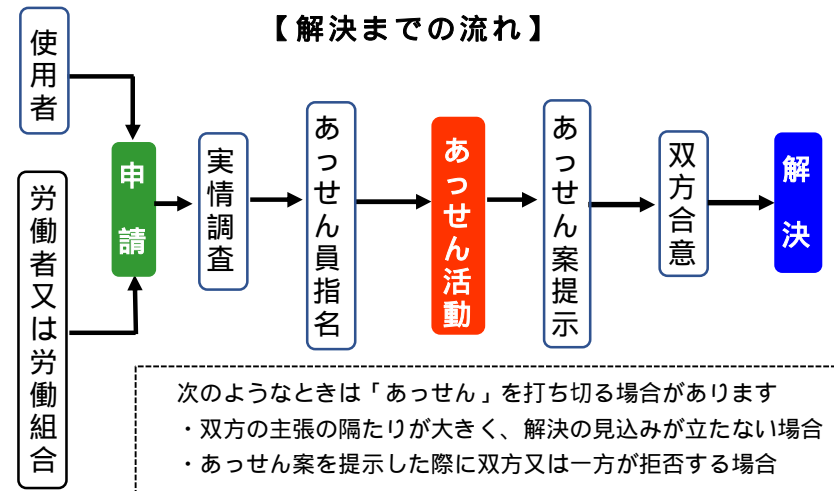 【解決までの流れ】
使用者
労働者又は労働組合
申請
実情調査
あっせん員指名
あっせん活動
あっせん案提示
双方合意
解決
次のようなときは「あっせん」を打ち切る場合があります
・双方の主張の隔たりが大きく、解決の見込みが立たない場合
・あっせん案を提示した際に双方又は一方が拒否する場合